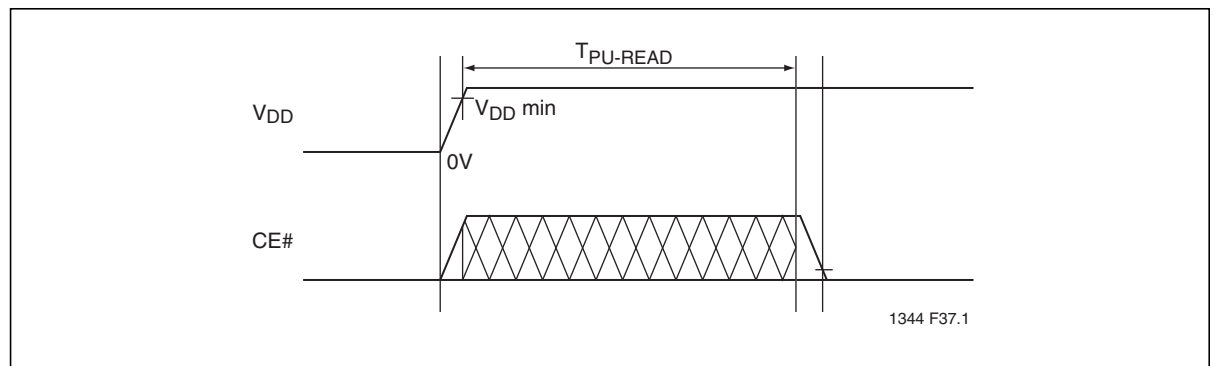 TPU-READ
VDD
VDD min
0V
CE#
1344 F37.1